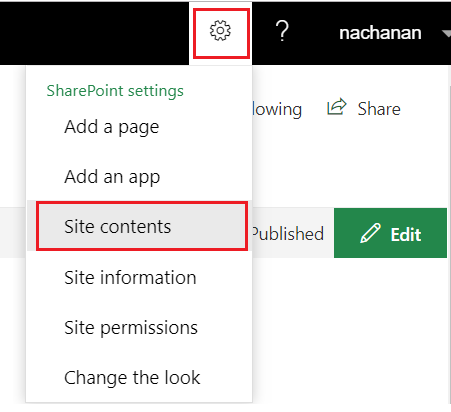 ? nachanan
SharePoint settings
Add a page
lowing Share
Add an app
Site contents
Published Edit
Site information
Site permissions
Change the look